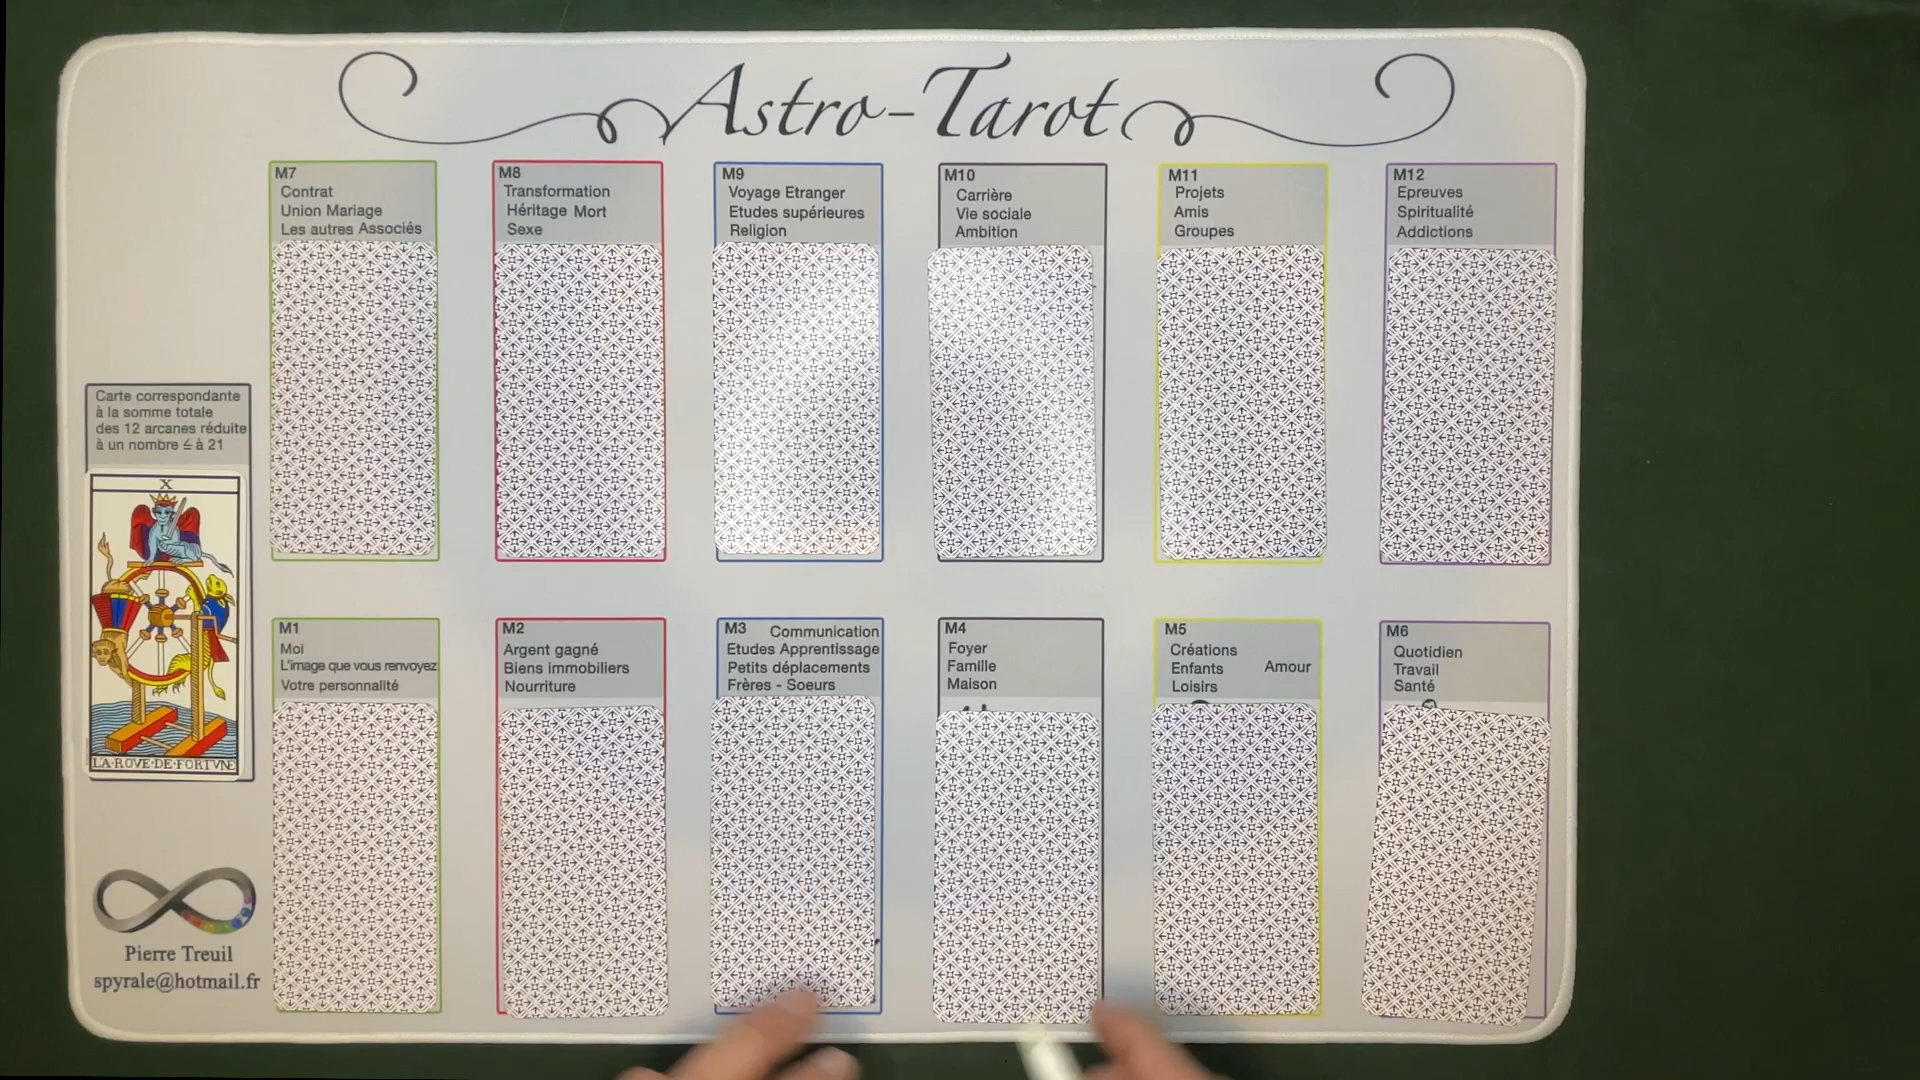 Astro-Tarot
M7
Contrat
Union Mariage
Les autres Associés
M8
Transformation
Héritage Mort
Sexe
M9
Voyage Etranger
Etudes supérieures
Religion
M10
Carrière
Vie sociale
Ambition
M11
Projets
Amis
Groupes
M12
Epreuves
Spiritualité
Addictions
Carte correspondante
à la somme totale
des 12 arcanes réduite
à un nombre ≤ à 21
X
LA·ROVE·DE·FORTVNE
M1
Moi
L'image que vous renvoyez
Votre personnalité
M2
Argent gagné
Biens immobiliers
Nourriture
M3 Communication
Etudes Apprentissage
Petits déplacements
Frères - Soeurs
M4
Foyer
Famille
Maison
M5
Créations
Enfants Amour
Loisirs
M6
Quotidien
Travail
Santé
Pierre Treuil
spyrale@hotmail.fr